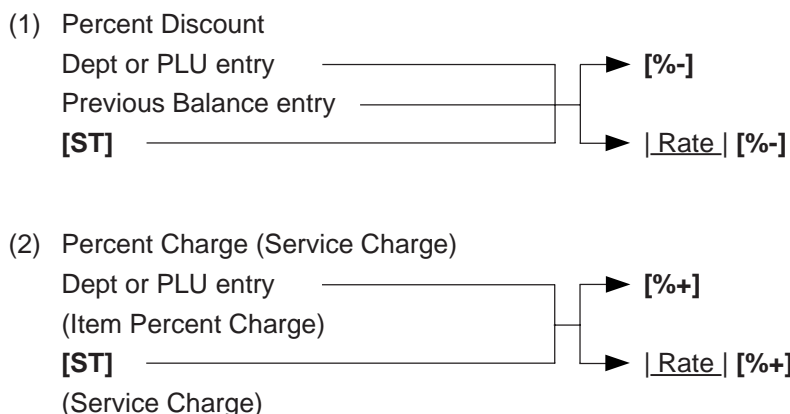 (1) Percent Discount
Dept or PLU entry [%-]
Previous Balance entry
[ST] | Rate | [%-]
(2) Percent Charge (Service Charge)
Dept or PLU entry [%+]
(Item Percent Charge)
[ST] | Rate | [%+]
(Service Charge)